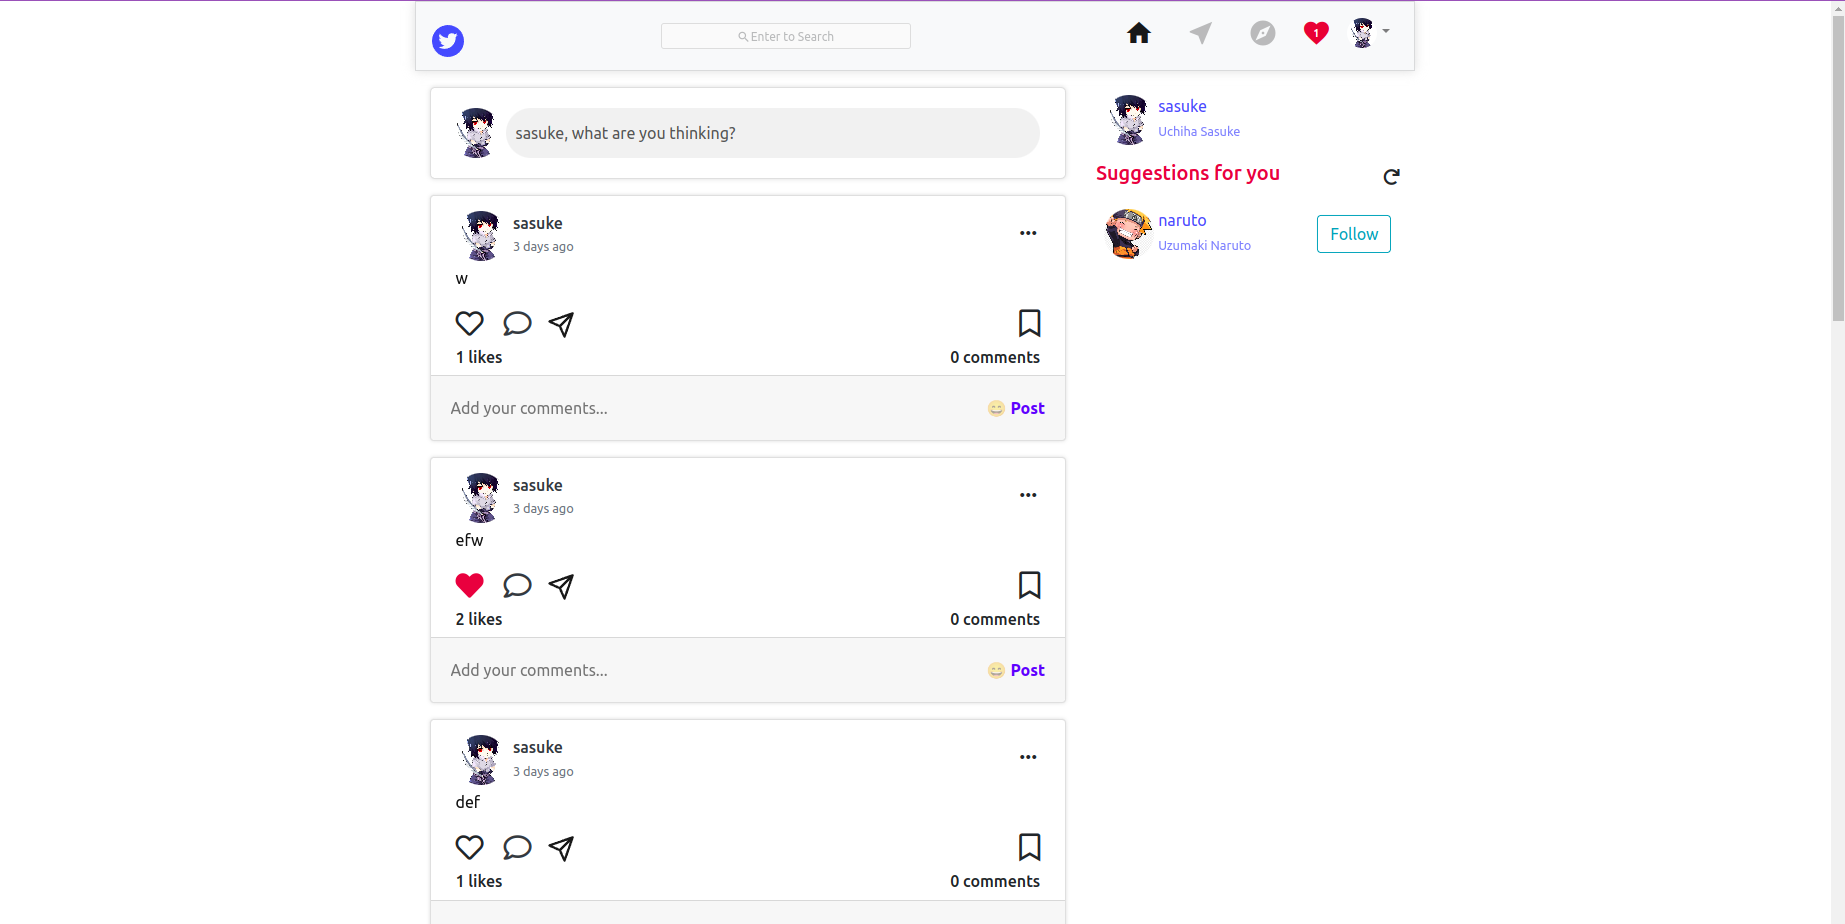 Enter to Search
1
sasuke, what are you thinking?
sasuke
3 days ago
w
1 likes
0 comments
Add your comments...
😄 Post
sasuke
3 days ago
efw
2 likes
0 comments
Add your comments...
😄 Post
sasuke
3 days ago
def
1 likes
0 comments
sasuke
Uchiha Sasuke
Suggestions for you
naruto
Uzumaki Naruto
Follow